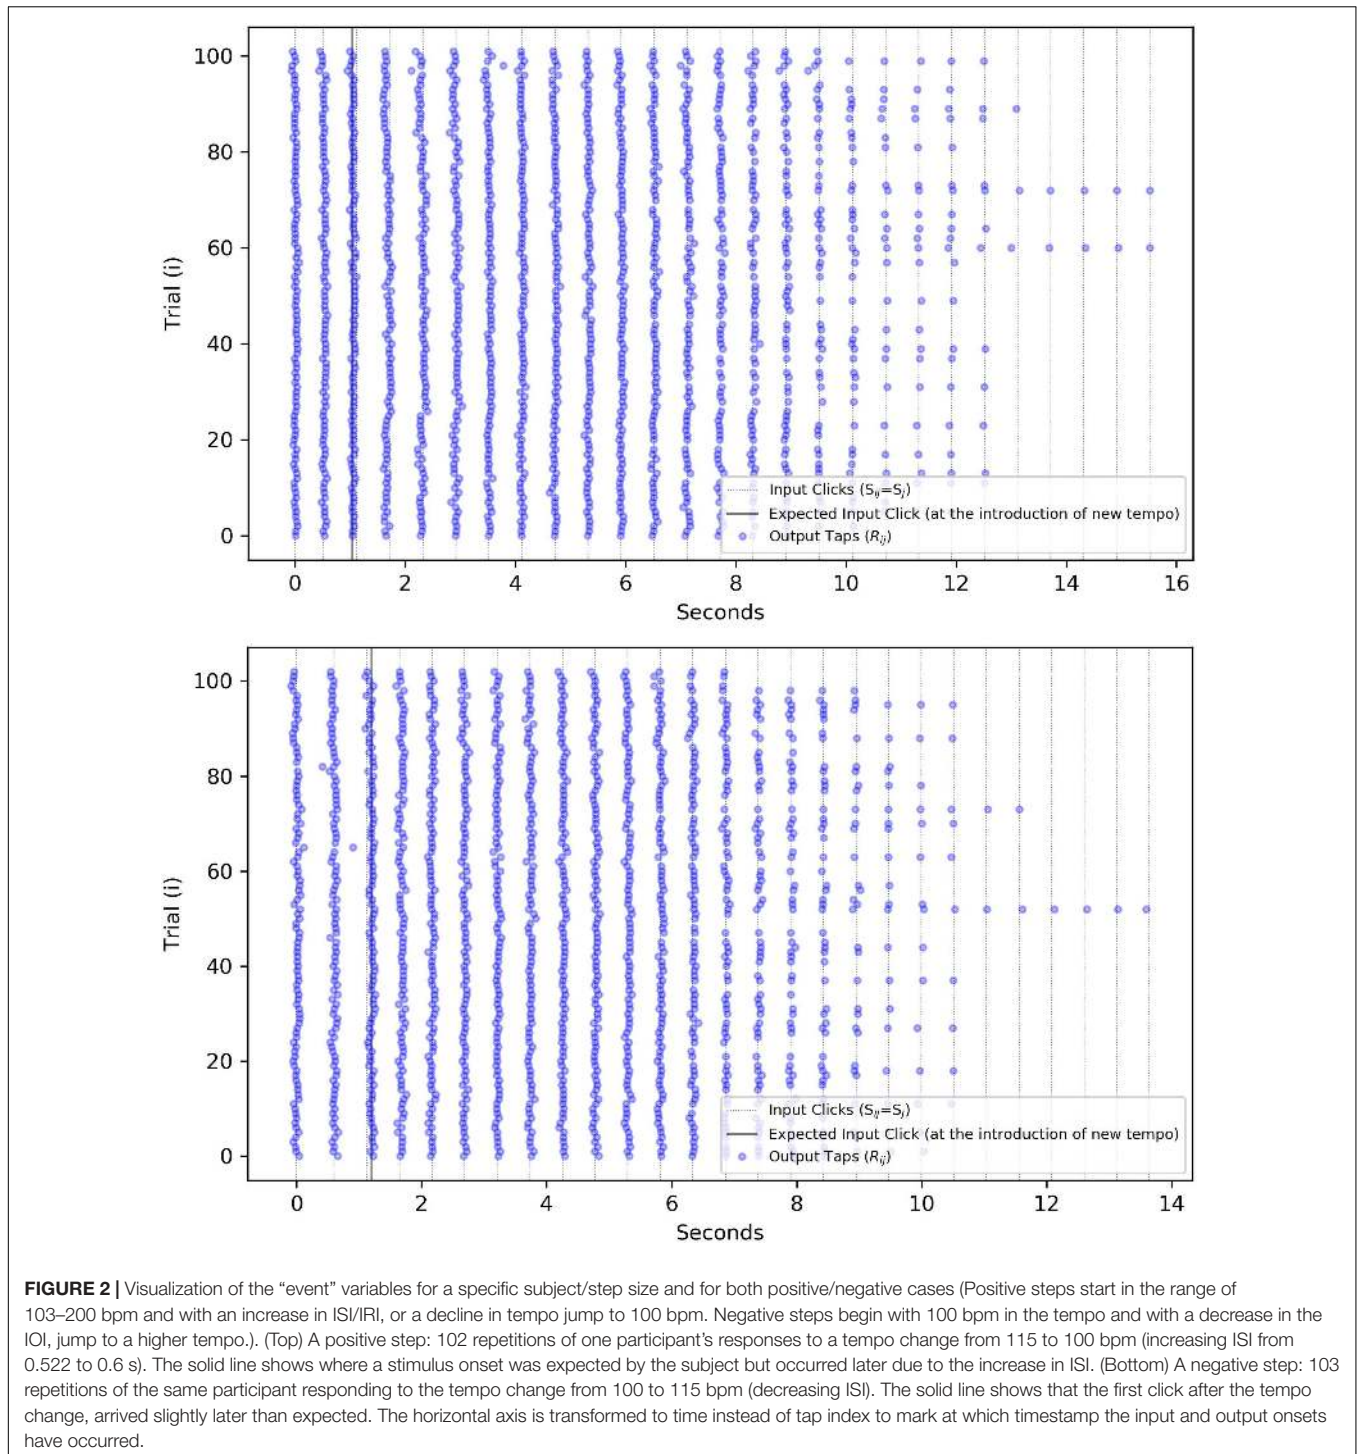 100
80
60
40
20
0
Trial (i)
Input Clicks (Sij=Sj)
Expected Input Click (at the introduction of new tempo)
Output Taps (Rij)
0 2 4 6 8 10 12 14 16
Seconds
100
80
60
40
20
0
Trial (i)
Input Clicks (Sij=Sj)
Expected Input Click (at the introduction of new tempo)
Output Taps (Rij)
0 2 4 6 8 10 12 14
Seconds
FIGURE 2 | Visualization of the “event” variables for a specific subject/step size and for both positive/negative cases (Positive steps start in the range of
103–200 bpm and with an increase in ISI/IRI, or a decline in tempo jump to 100 bpm. Negative steps begin with 100 bpm in the tempo and with a decrease in the
IOI, jump to a higher tempo.). (Top) A positive step: 102 repetitions of one participant’s responses to a tempo change from 115 to 100 bpm (increasing ISI from
0.522 to 0.6 s). The solid line shows where a stimulus onset was expected by the subject but occurred later due to the increase in ISI. (Bottom) A negative step: 103
repetitions of the same participant responding to the tempo change from 100 to 115 bpm (decreasing ISI). The solid line shows that the first click after the tempo
change, arrived slightly later than expected. The horizontal axis is transformed to time instead of tap index to mark at which timestamp the input and output onsets
have occurred.